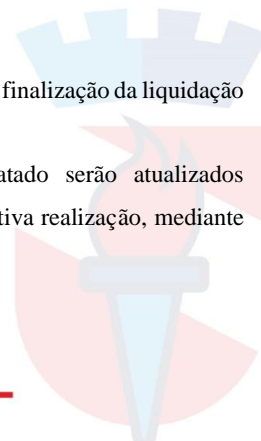 finalização da liquidação
atado serão atualizados
tiva realização, mediante